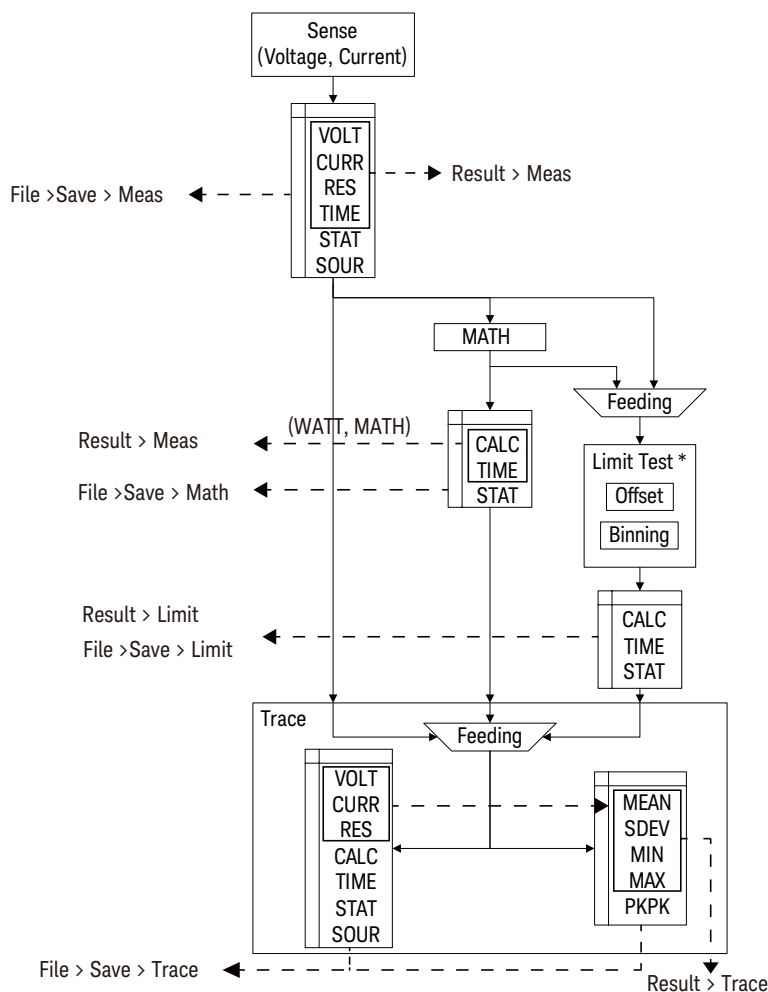 Sense
(Voltage, Current)
VOLT
CURR
RES
TIME
STAT
SOUR
File >Save > Meas
Result > Meas
MATH
Feeding
(WATT, MATH)
Result > Meas
File >Save > Math
CALC
TIME
STAT
Limit Test *
Offset
Binning
Result > Limit
File >Save > Limit
CALC
TIME
STAT
Trace
Feeding
VOLT
CURR
RES
CALC
TIME
STAT
SOUR
MEAN
SDEV
MIN
MAX
PKPK
File > Save > Trace
Result > Trace